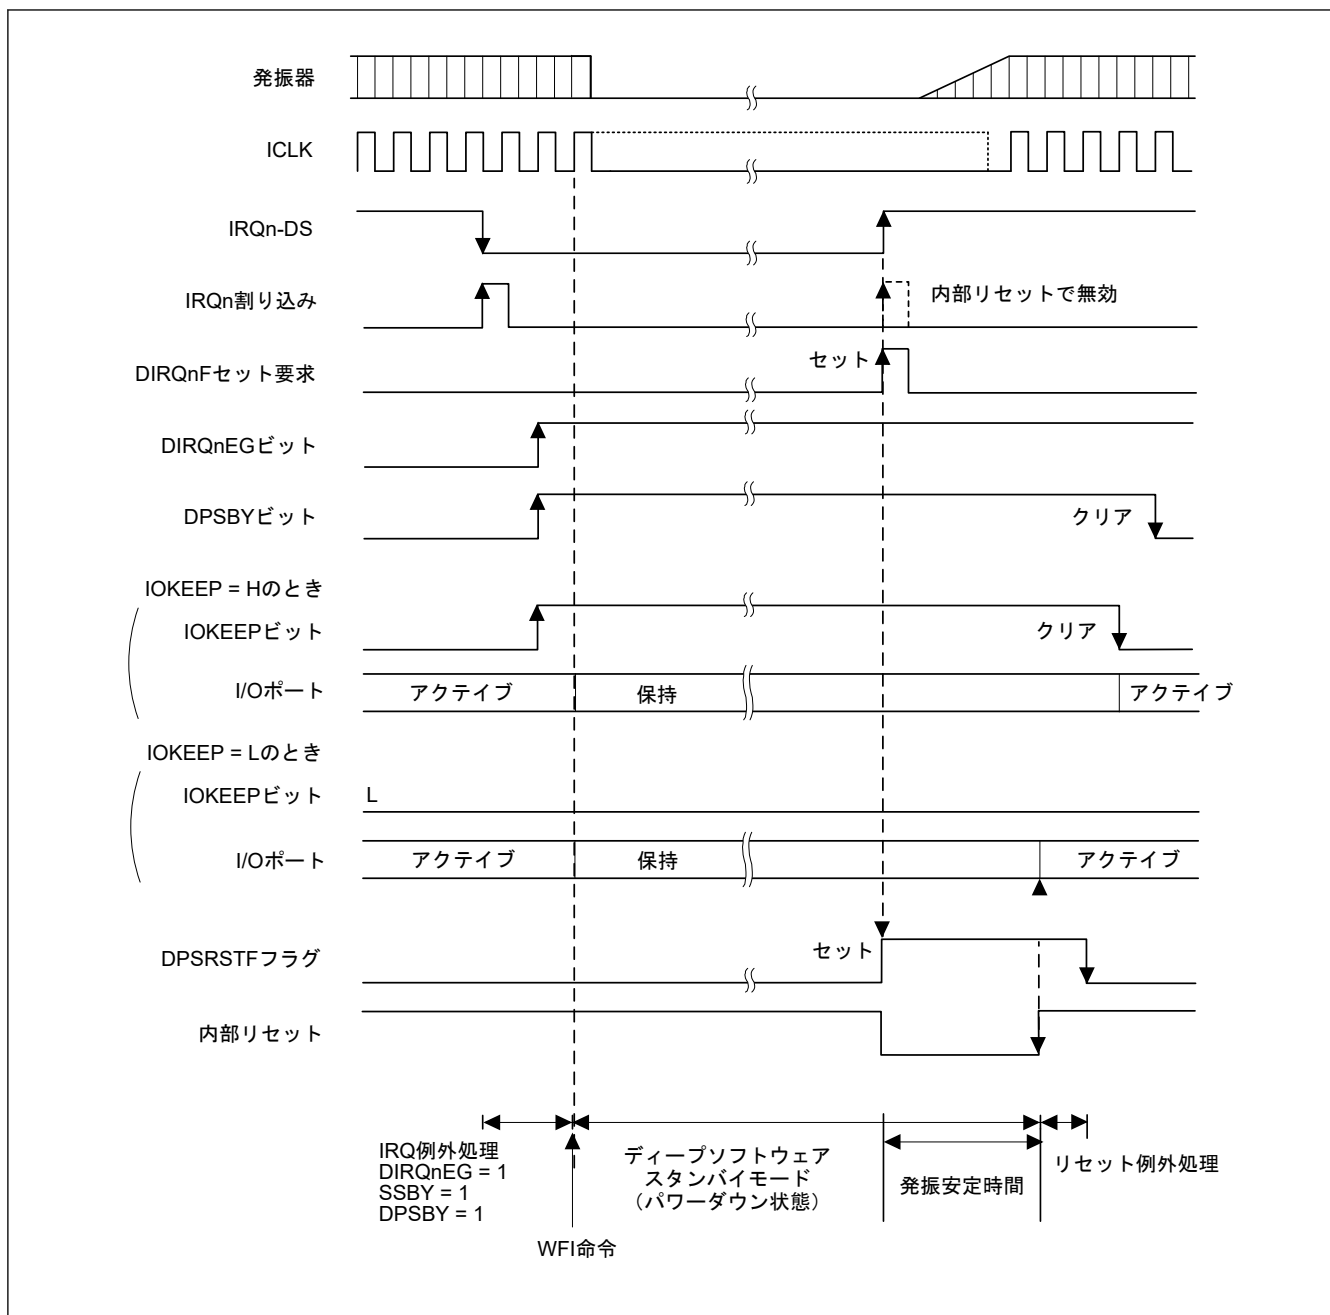 発振器
ICLK
IRQn-DS
IRQn割り込み
内部リセットで無効
DIRQnFセット要求
セット
DIRQnEGビット
DPSBYビット
クリア
IOKEEP = Hのとき
IOKEEPビット
クリア
I/Oポート
アクテイブ
保持
アクテイブ
IOKEEP = Lのとき
IOKEEPビット
L
I/Oポート
アクテイブ
保持
アクテイブ
DPSRSTFフラグ
セット
内部リセット
IRQ例外処理
DIRQnEG = 1
SSBY = 1
DPSBY = 1
WFI命令
ディープソフトウェア
スタンバイモード
（パワーダウン状態）
発振安定時間
リセット例外処理